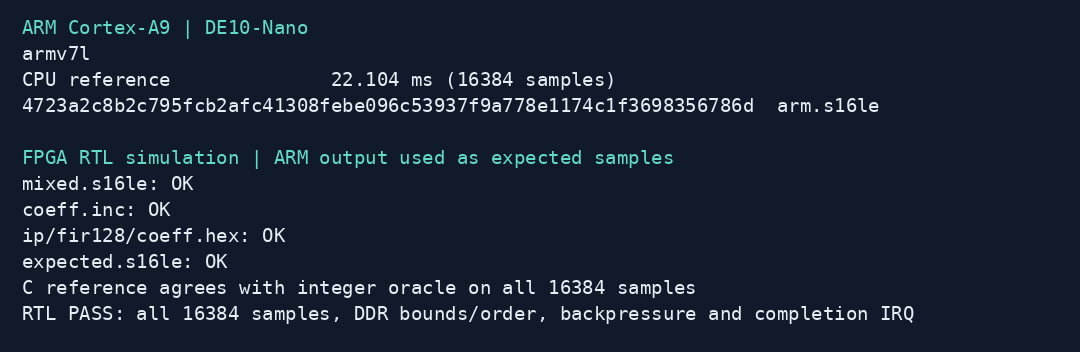 ARM Cortex-A9 | DE10-Nano
armv7l
CPU reference              22.104 ms (16384 samples)
4723a2c8b2c795fcb2afc41308febe096c53937f9a778e1174c1f3698356786d  arm.s16le
FPGA RTL simulation | ARM output used as expected samples
mixed.s16le: OK
coeff.inc: OK
ip/fir128/coeff.hex: OK
expected.s16le: OK
C reference agrees with integer oracle on all 16384 samples
RTL PASS: all 16384 samples, DDR bounds/order, backpressure and completion IRQ